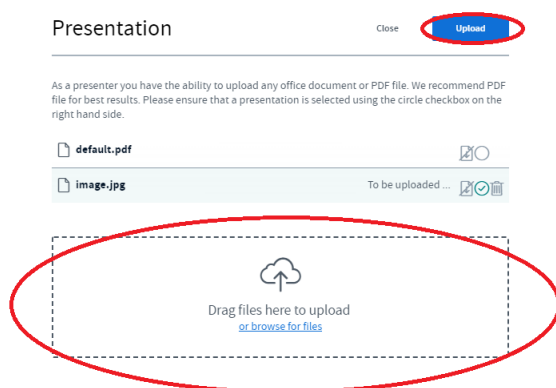 Presentation
Close
Upload
As a presenter you have the ability to upload any office document or PDF file. We recommend PDF
file for best results. Please ensure that a presentation is selected using the circle checkbox on the
right hand side.
default.pdf
image.jpg
To be uploaded ...
Drag files here to upload
or browse for files